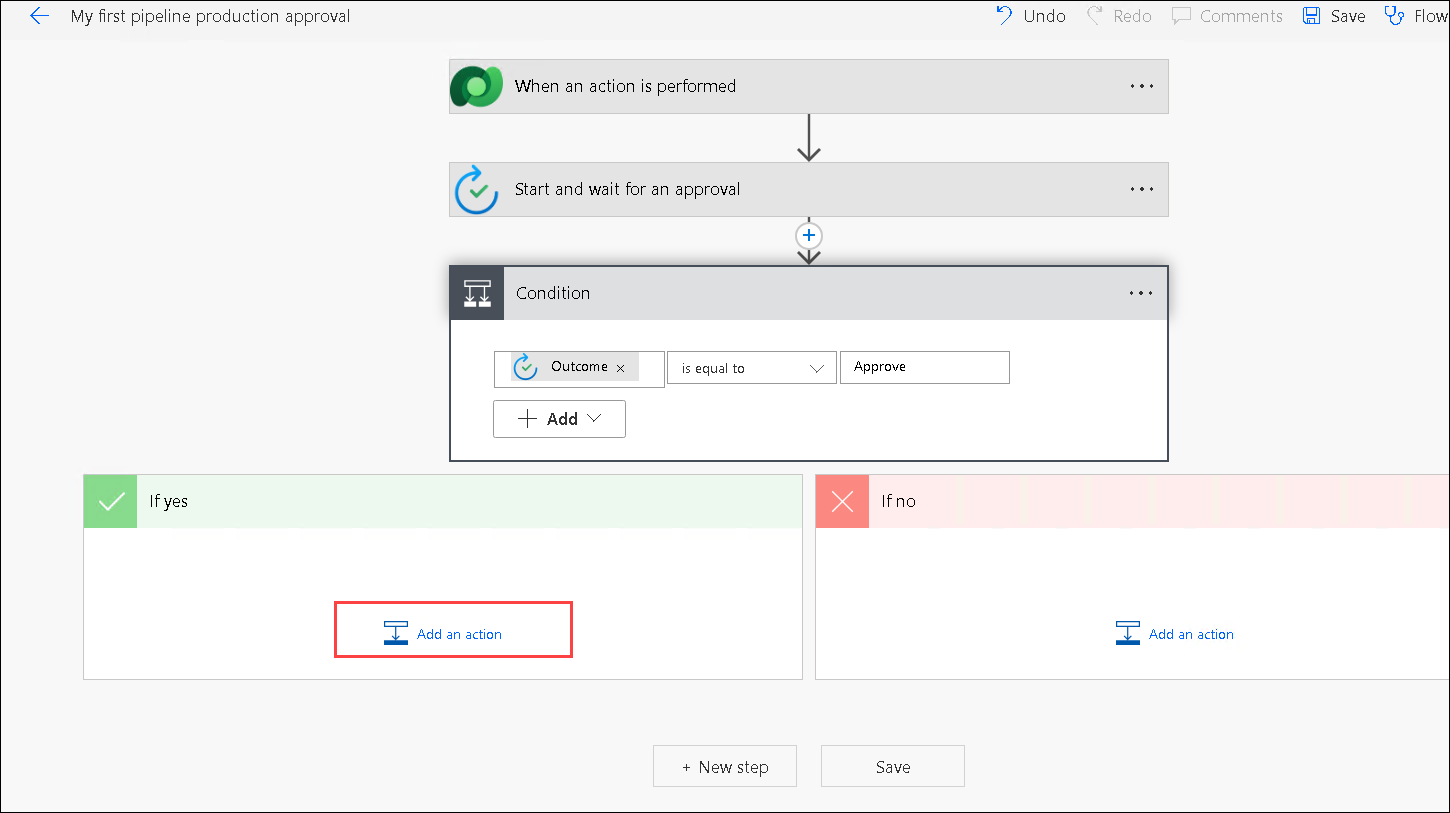 My first pipeline production approval Undo Redo Comments Save Flow
When an action is performed
Start and wait for an approval
Condition
Outcome is equal to Approve
Add
If yes If no
Add an action Add an action
+ New step Save